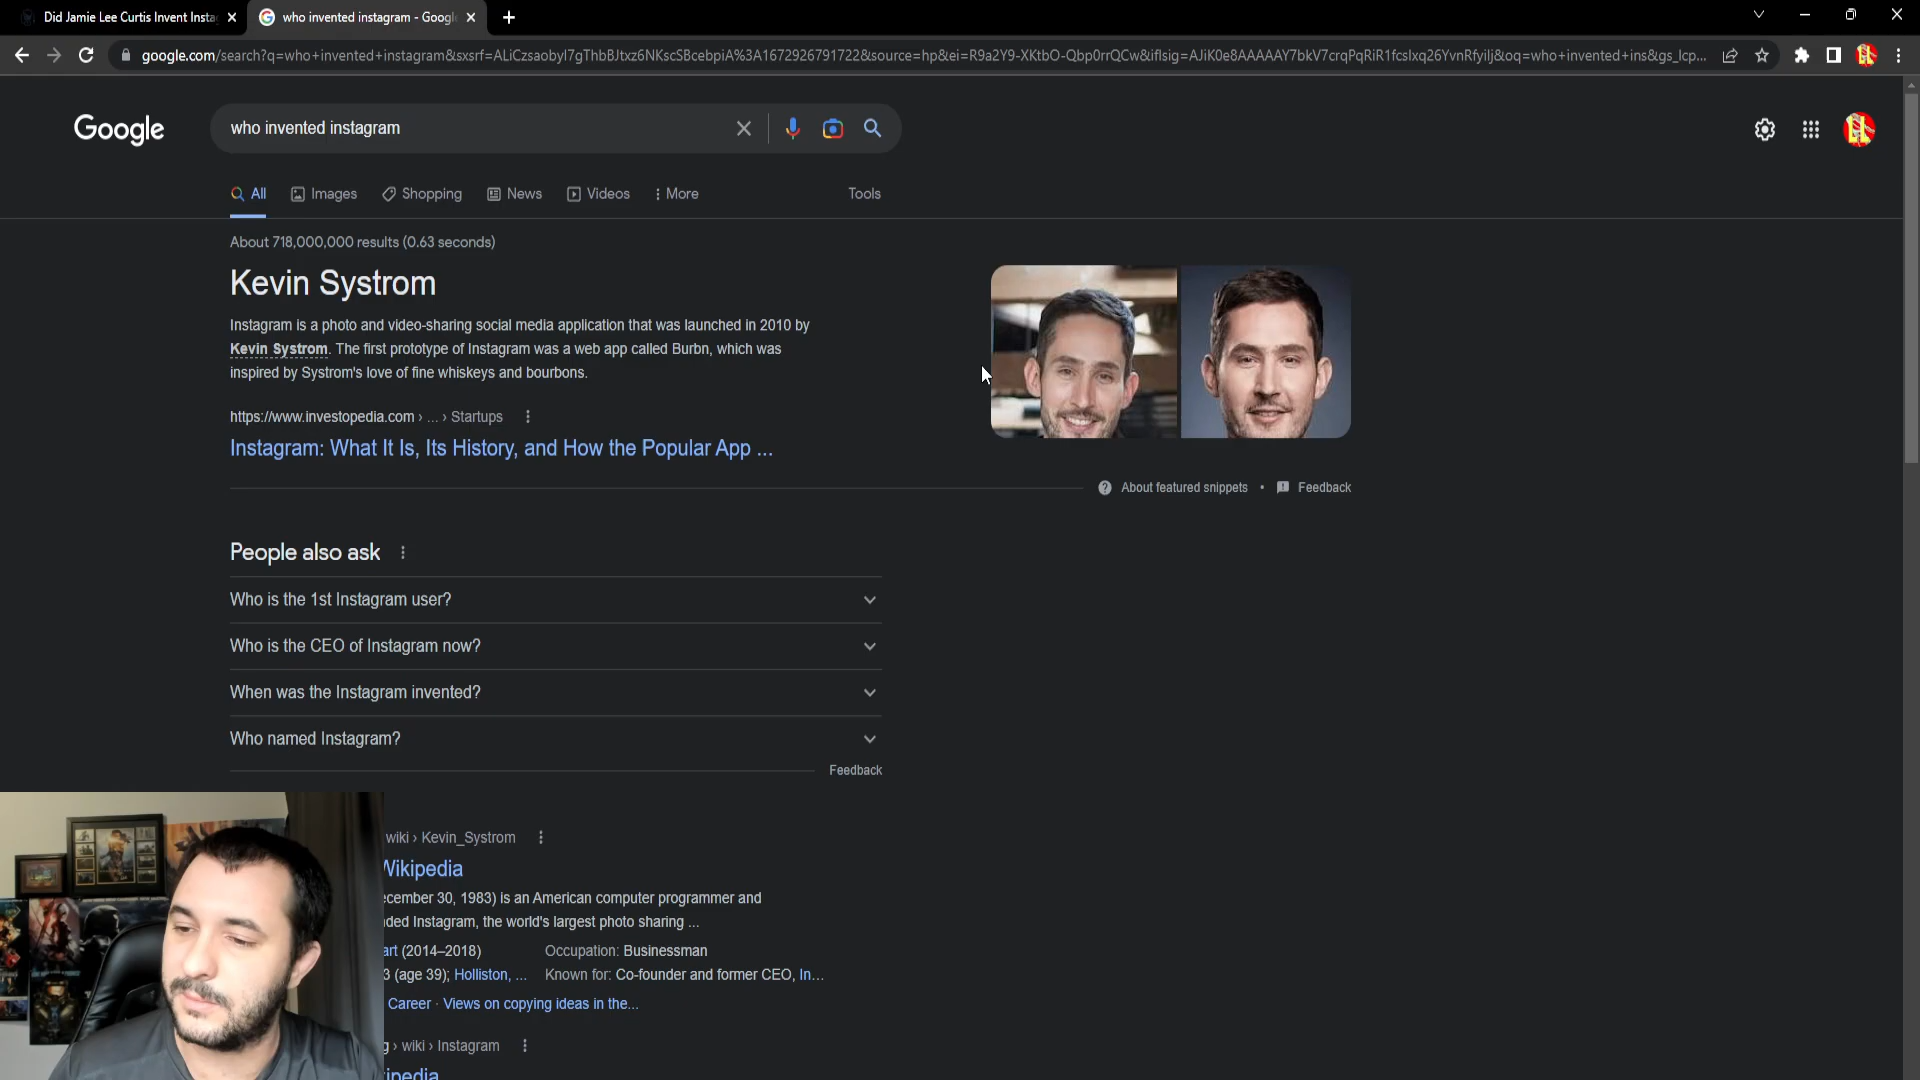 Did Jamie Lee Curtis Invent Insta
who invented instagram - Google
google.com/search?q=who+invented+instagram&sxsrf=ALiCzsaobyI7gThbBJtxz6NKscSBcebpiA%3A1672926791722&source=hp&ei=R9a2Y9-XKtbO-Qbp0rrQCw&iflsig=AJiK0e8AAAAAY7bkV7crqPqRiR1fcslxq26YvnRfyiIj&oq=who+invented+ins&gs_lcp...
Google
who invented instagram
All Images Shopping News Videos More Tools
About 718,000,000 results (0.63 seconds)
Kevin Systrom
Instagram is a photo and video-sharing social media application that was launched in 2010 by
Kevin Systrom. The first prototype of Instagram was a web app called Burbn, which was
inspired by Systrom's love of fine whiskeys and bourbons.
https://www.investopedia.com › ... › Startups
Instagram: What It Is, Its History, and How the Popular App ...
About featured snippets • Feedback
People also ask
Who is the 1st Instagram user?
Who is the CEO of Instagram now?
When was the Instagram invented?
Who named Instagram?
Feedback
wiki › Kevin_Systrom
Wikipedia
ecember 30, 1983) is an American computer programmer and
ded Instagram, the world's largest photo sharing ...
art (2014–2018) Occupation: Businessman
3 (age 39); Holliston, ... Known for: Co-founder and former CEO, In...
Career · Views on copying ideas in the...
g › wiki › Instagram
ipedia